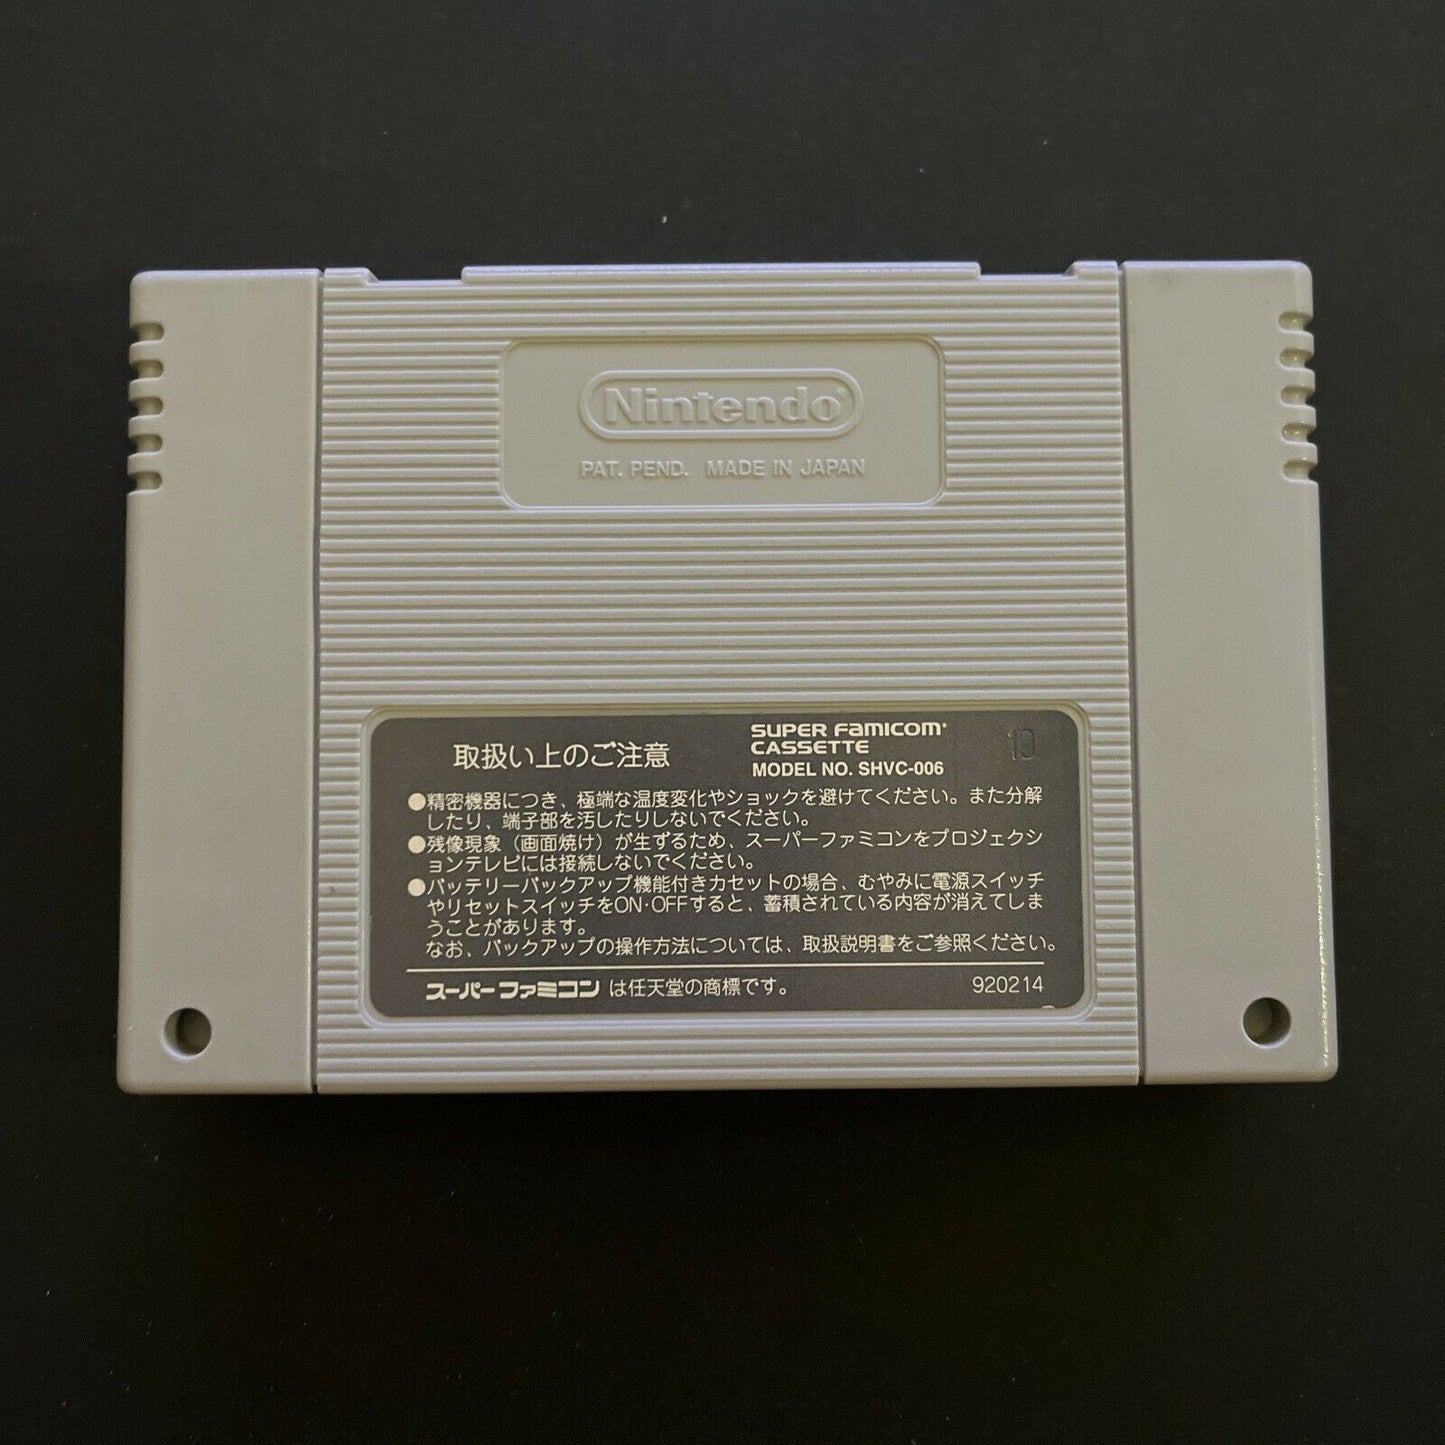 Nintendo
PAT. PEND. MADE IN JAPAN
取扱い上のご注意
SUPER FAMICOM
CASSETTE
MODEL NO. SHVC-006
10
●精密機器につき、極端な温度変化やショックを避けてください。また分解
したり、端子部を汚したりしないでください。
●残像現象（画面焼け）が生ずるため、スーパーファミコンをプロジェクシ
ョンテレビには接続しないでください。
●バッテリーバックアップ機能付きカセットの場合、むやみに電源スイッチ
やリセットスイッチをON・OFFすると、蓄積されている内容が消えてしま
うことがあります。
なお、バックアップの操作方法については、取扱説明書をご参照ください。
スーパーファミコン は任天堂の商標です。 920214